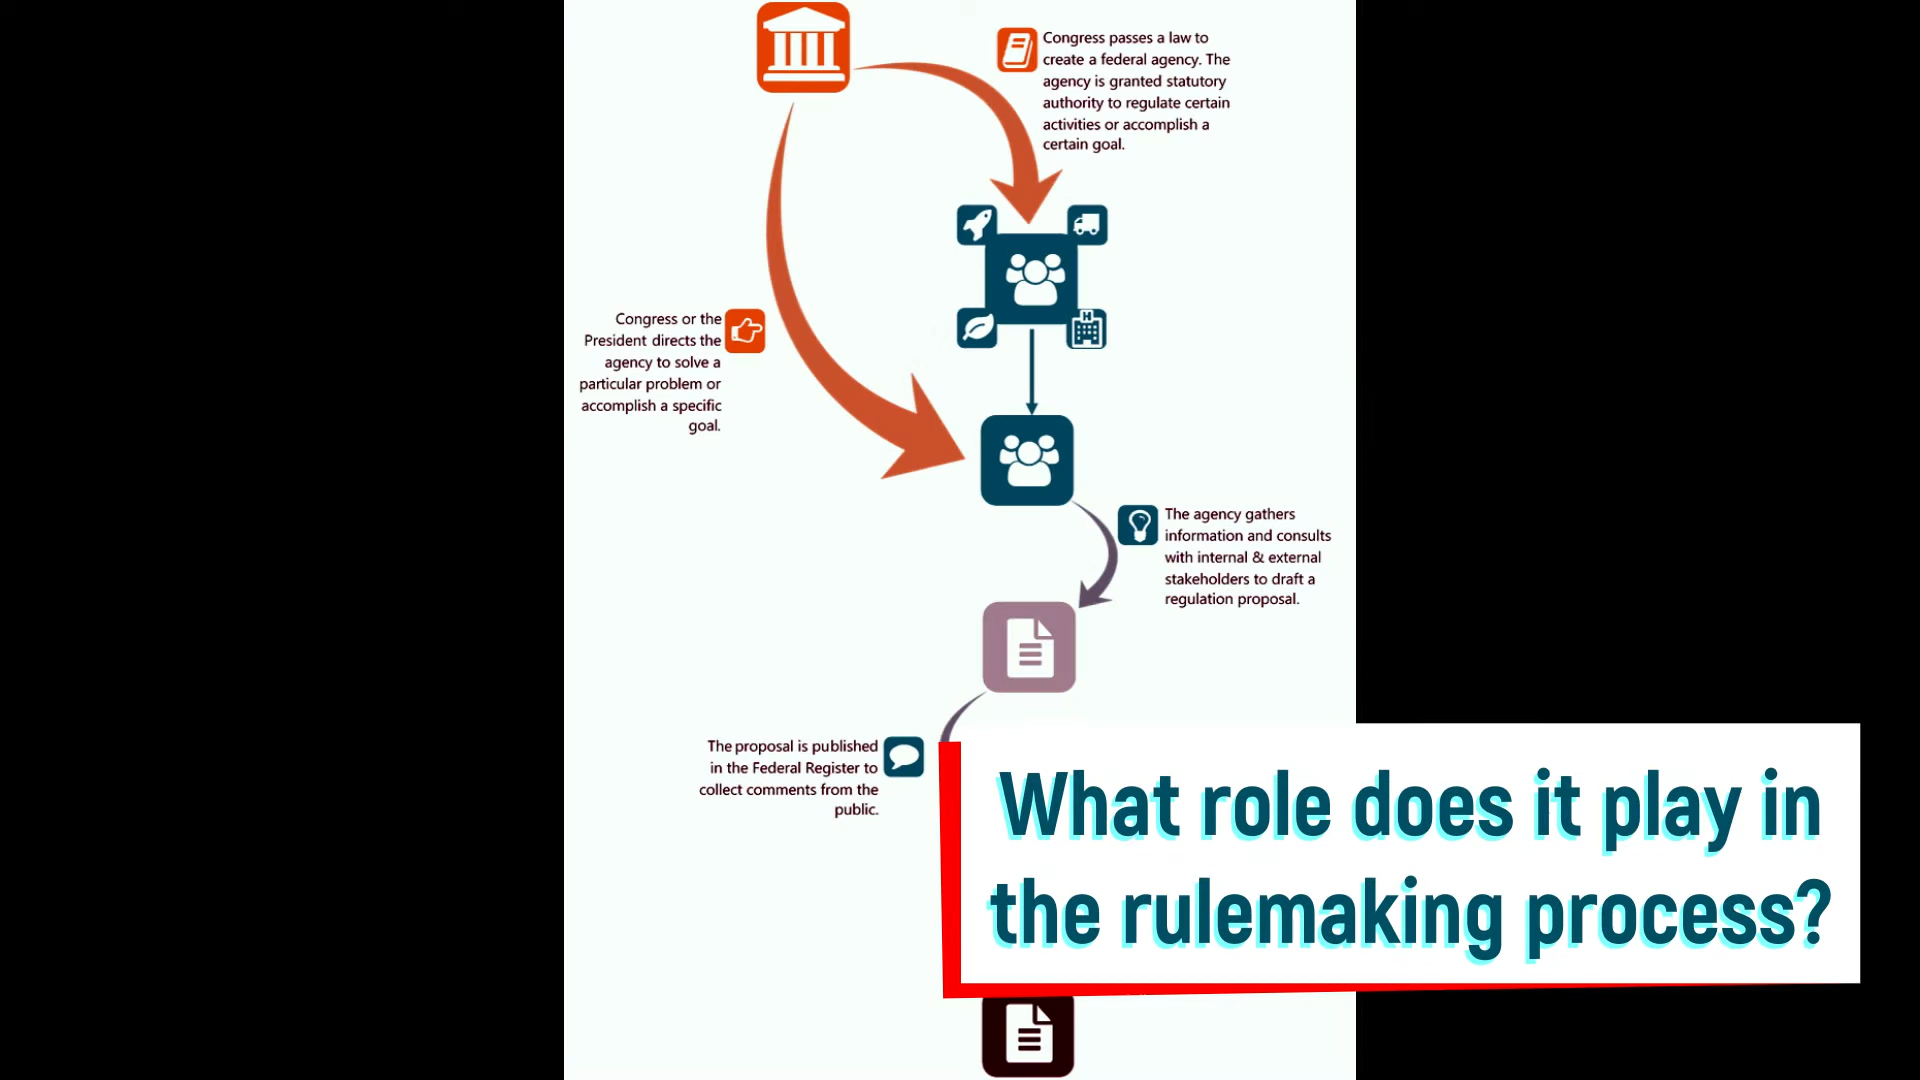 Congress passes a law to
create a federal agency. The
agency is granted statutory
authority to regulate certain
activities or accomplish a
certain goal.
H
Congress or the
President directs the
agency to solve a
particular problem or
accomplish a specific
goal.
The agency gathers
information and consults
with internal & external
stakeholders to draft a
regulation proposal.
The proposal is published
in the Federal Register to
collect comments from the
public.
What role does it play in
the rulemaking process?